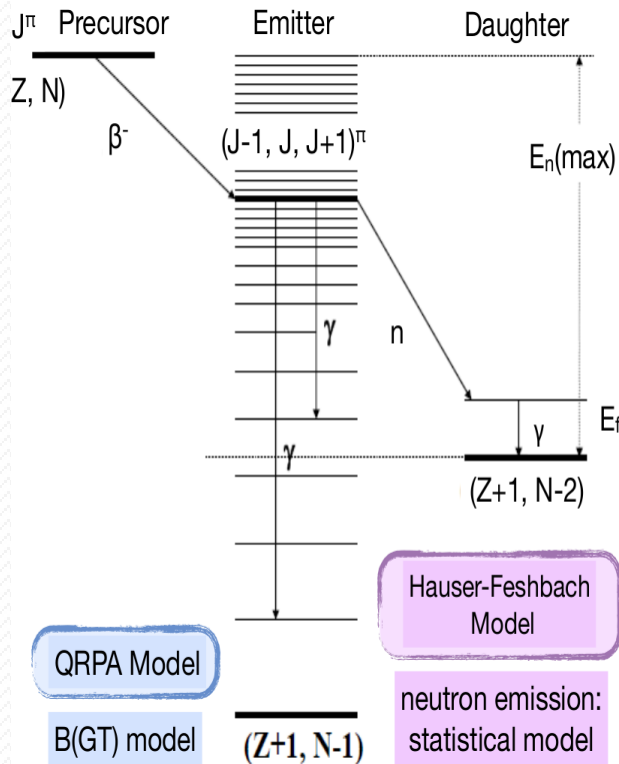 Jπ Precursor Emitter Daughter
Z, N)
β-
(J-1, J, J+1)π
En(max)
γ
n
Ef
γ
γ
(Z+1, N-2)
Hauser-Feshbach
Model
QRPA Model
neutron emission:
statistical model
B(GT) model
(Z+1, N-1)